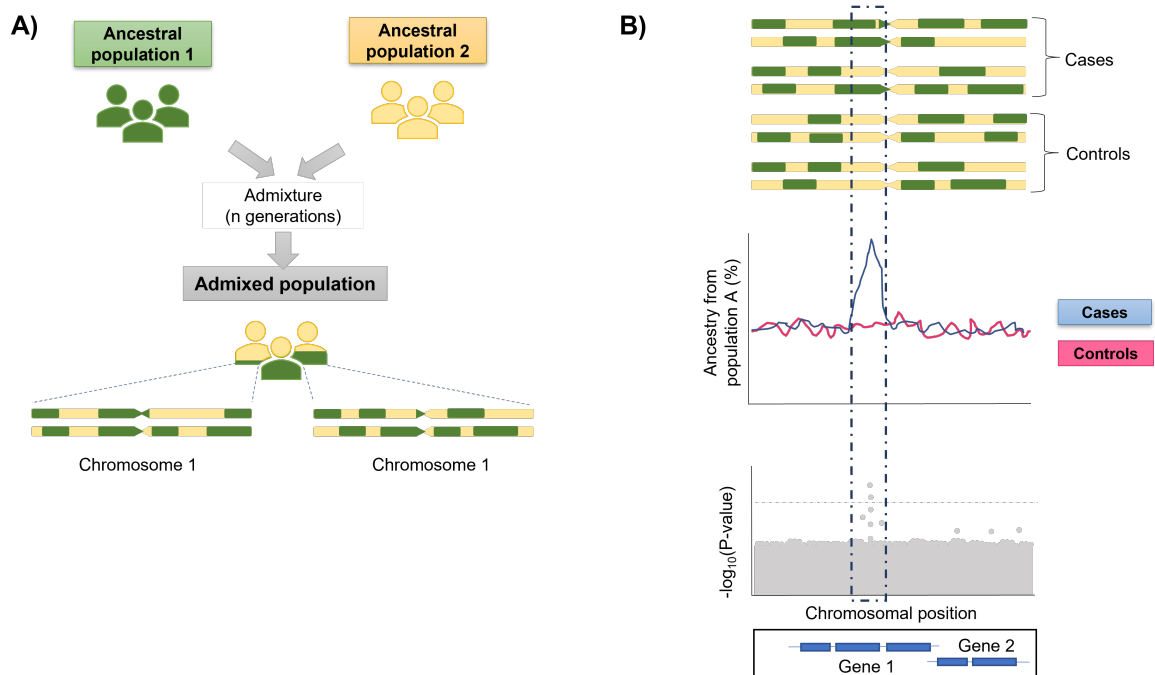 A)
Ancestral
population 1
Ancestral
population 2
Admixture
(n generations)
Admixed population
Chromosome 1
Chromosome 1
B)
Cases
Controls
Ancestry from
population A (%)
Cases
Controls
-log10(P-value)
Chromosomal position
Gene 2
Gene 1